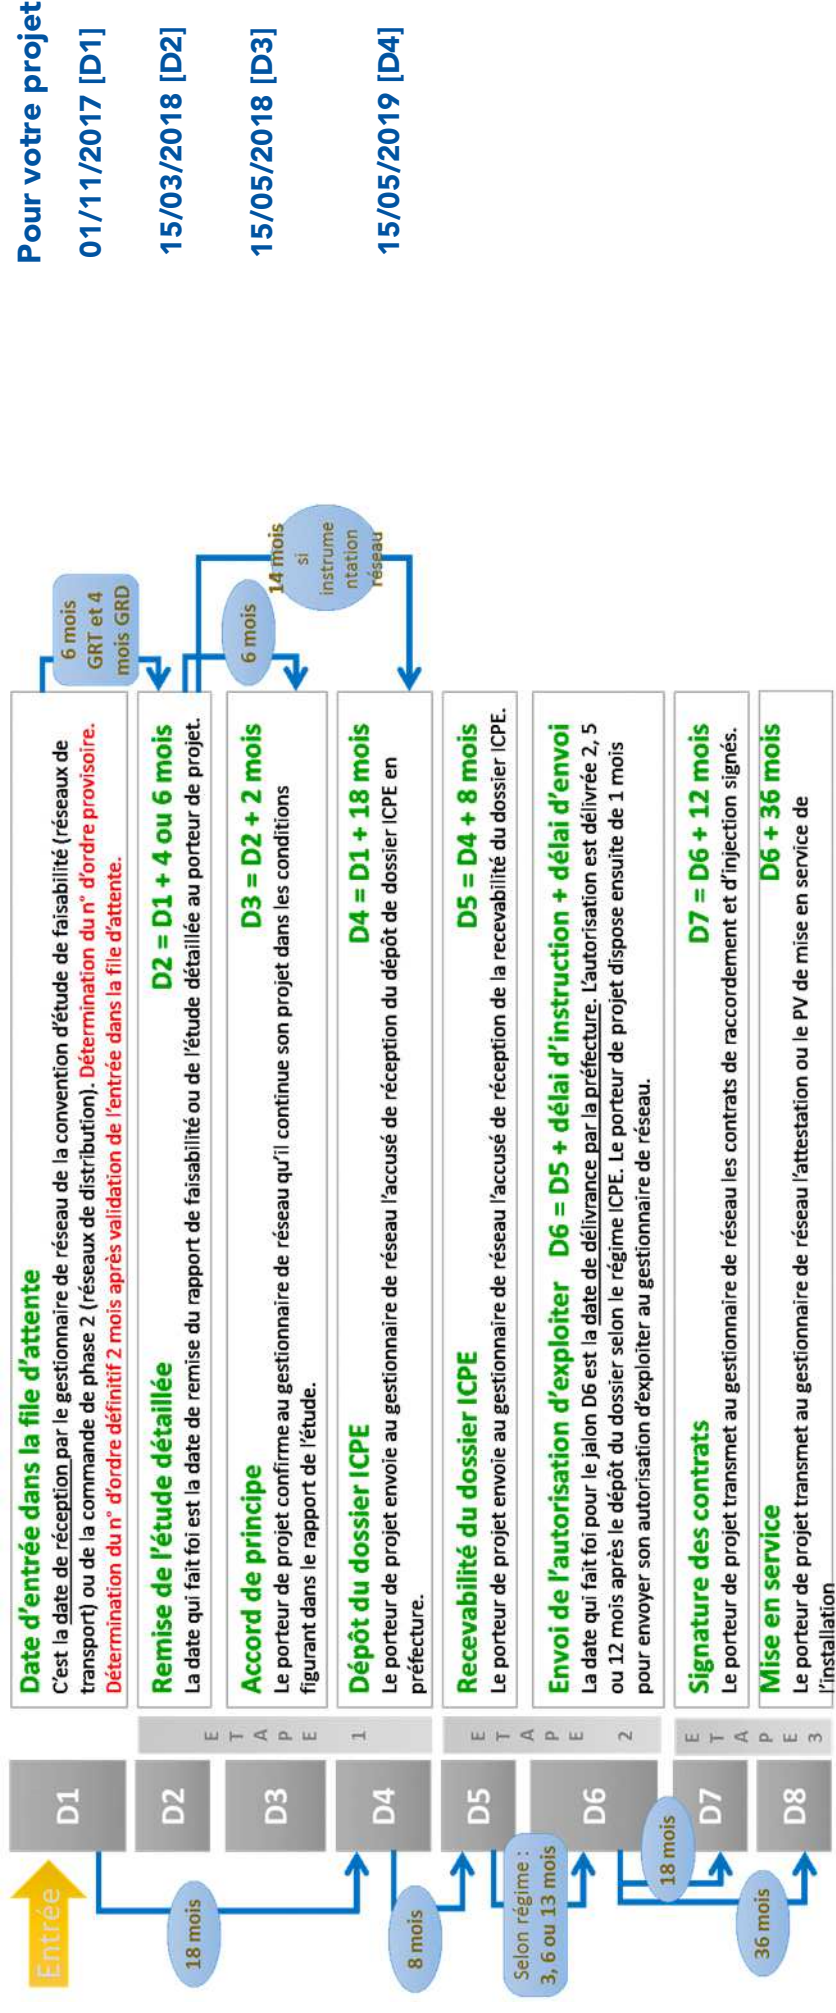 Pour votre projet
Entrée
D1
Date d'entrée dans la file d'attente
C'est la date de réception par le gestionnaire de réseau de la convention d'étude de faisabilité (réseaux de
transport) ou de la commande de phase 2 (réseaux de distribution). Détermination du n° d'ordre provisoire.
Détermination du n° d'ordre définitif 2 mois après validation de l'entrée dans la file d'attente.
01/11/2017 [D1]
6 mois
GRT et 4
mois GRD
18 mois
ETAPE 1
D2
Remise de l'étude détaillée D2 = D1 + 4 ou 6 mois
La date qui fait foi est la date de remise du rapport de faisabilité ou de l'étude détaillée au porteur de projet.
15/03/2018 [D2]
6 mois
14 mois
si
instrume
ntation
réseau
D3
Accord de principe D3 = D2 + 2 mois
Le porteur de projet confirme au gestionnaire de réseau qu'il continue son projet dans les conditions
figurant dans le rapport de l'étude.
15/05/2018 [D3]
D4
Dépôt du dossier ICPE D4 = D1 + 18 mois
Le porteur de projet envoie au gestionnaire de réseau l'accusé de réception du dépôt de dossier ICPE en
préfecture.
15/05/2019 [D4]
8 mois
ETAPE 2
D5
Recevabilité du dossier ICPE D5 = D4 + 8 mois
Le porteur de projet envoie au gestionnaire de réseau l'accusé de réception de la recevabilité du dossier ICPE.
Selon régime :
3, 6 ou 13 mois
D6
Envoi de l'autorisation d'exploiter D6 = D5 + délai d'instruction + délai d'envoi
La date qui fait foi pour le jalon D6 est la date de délivrance par la préfecture. L'autorisation est délivrée 2, 5
ou 12 mois après le dépôt du dossier selon le régime ICPE. Le porteur de projet dispose ensuite de 1 mois
pour envoyer son autorisation d'exploiter au gestionnaire de réseau.
18 mois
36 mois
ETAPE 3
D7
Signature des contrats D7 = D6 + 12 mois
Le porteur de projet transmet au gestionnaire de réseau les contrats de raccordement et d'injection signés.
D8
Mise en service D6 + 36 mois
Le porteur de projet transmet au gestionnaire de réseau l'attestation ou le PV de mise en service de
l'installation